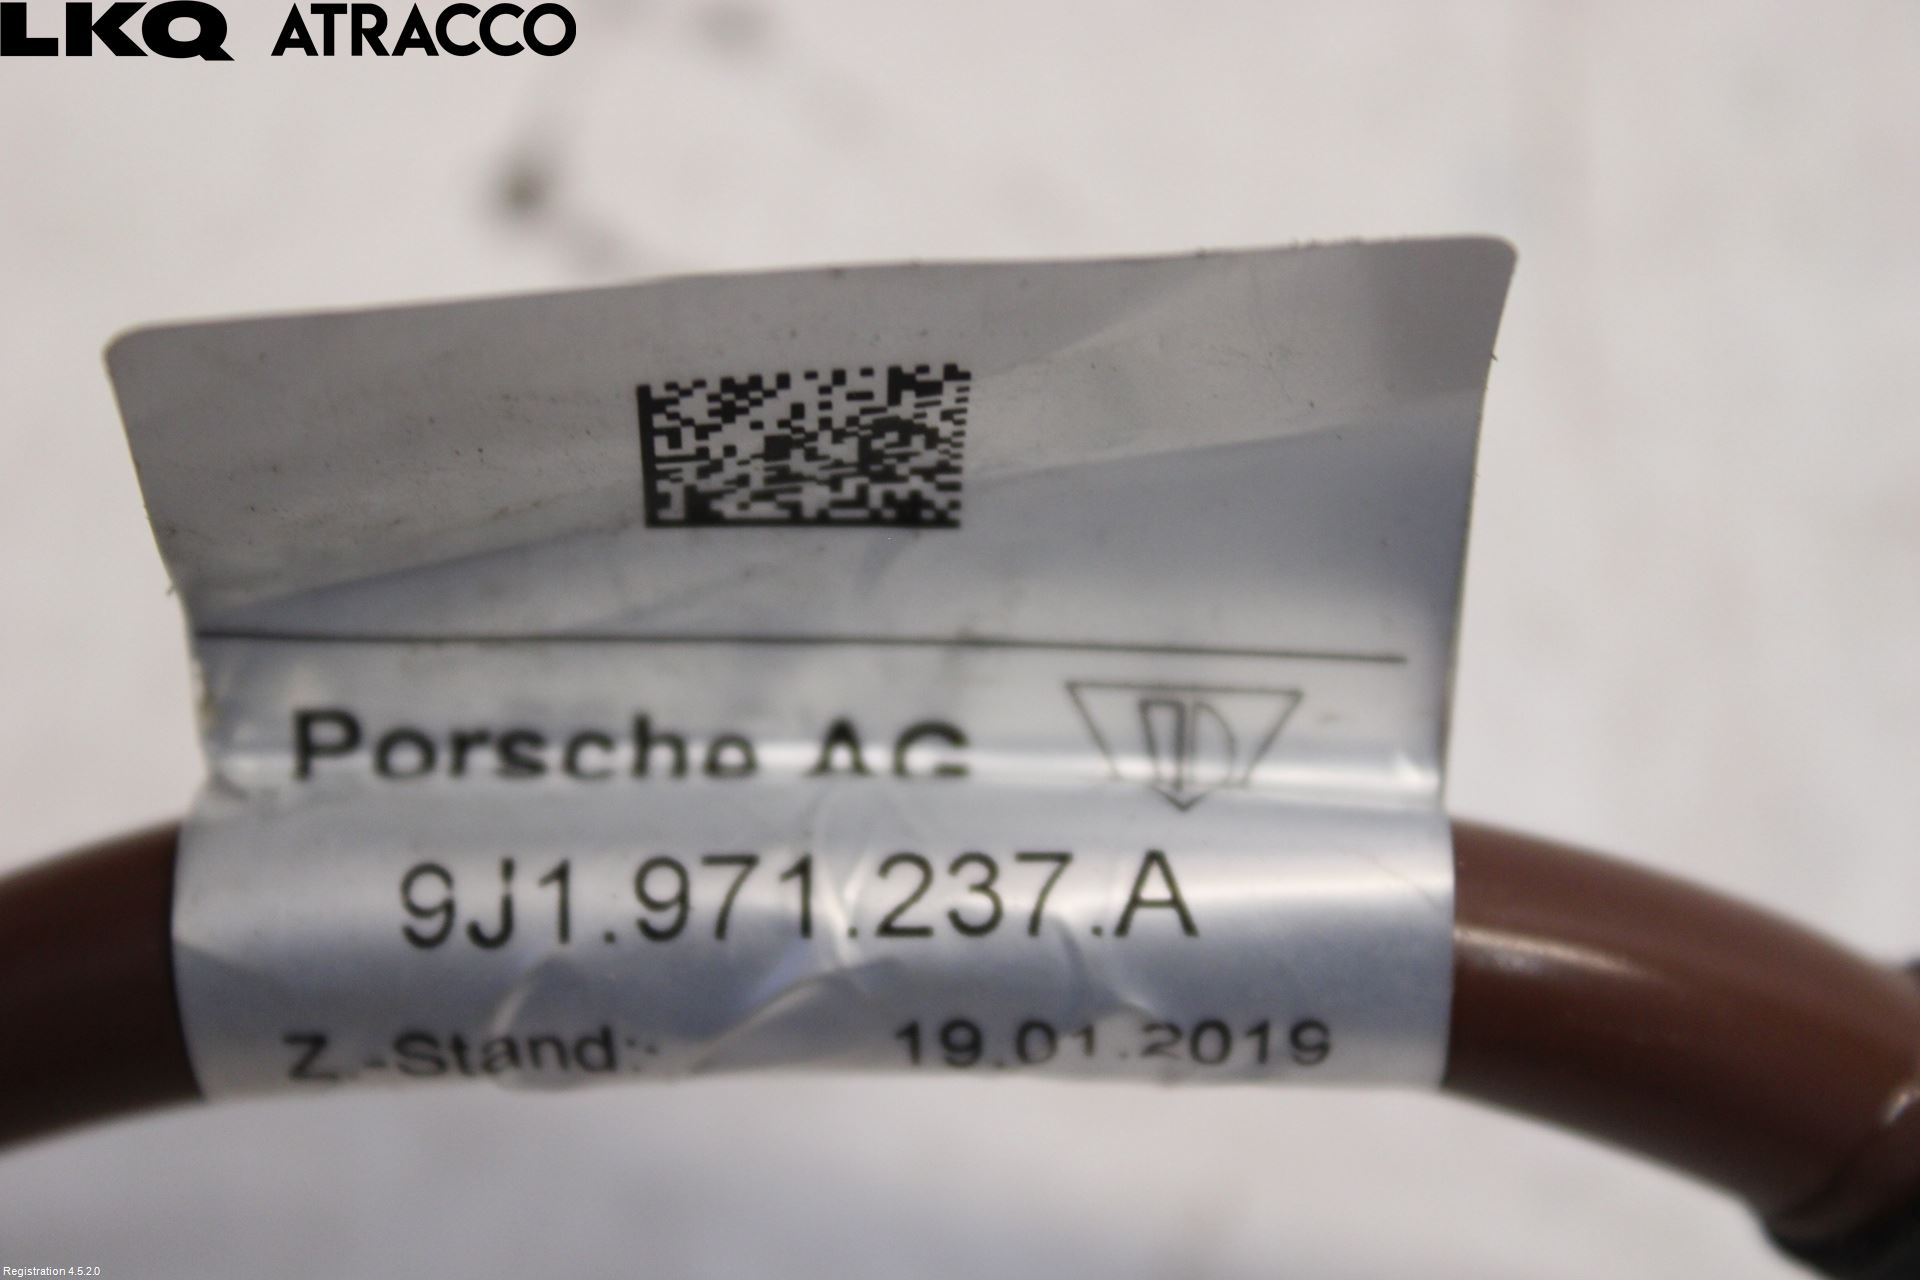 LKQ ATRACCO
Porsche AG
9J1.971.237.A
Z.-Stand:
19.01.2019
Registration 4.5.2.0